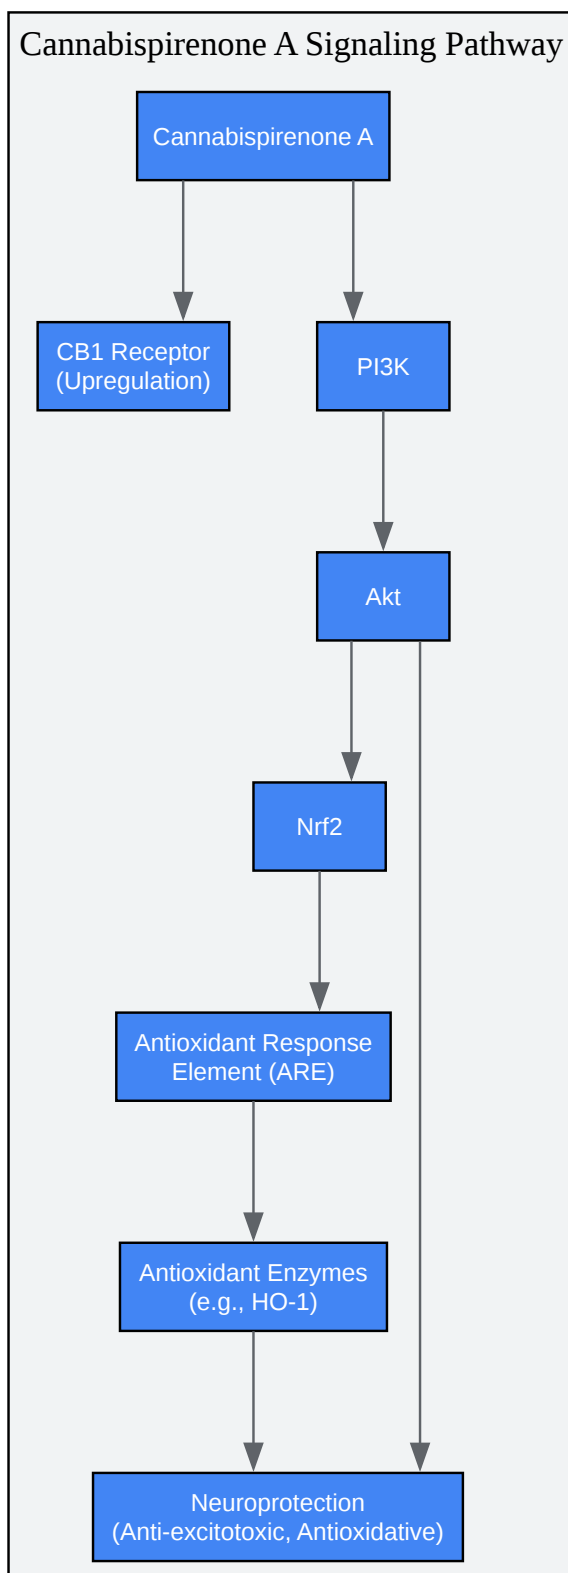 Cannabispirenone A Signaling Pathway
Cannabispirenone A
CB1 Receptor
(Upregulation)
PI3K
Akt
Nrf2
Antioxidant Response
Element (ARE)
Antioxidant Enzymes
(e.g., HO-1)
Neuroprotection
(Anti-excitotoxic, Antioxidative)